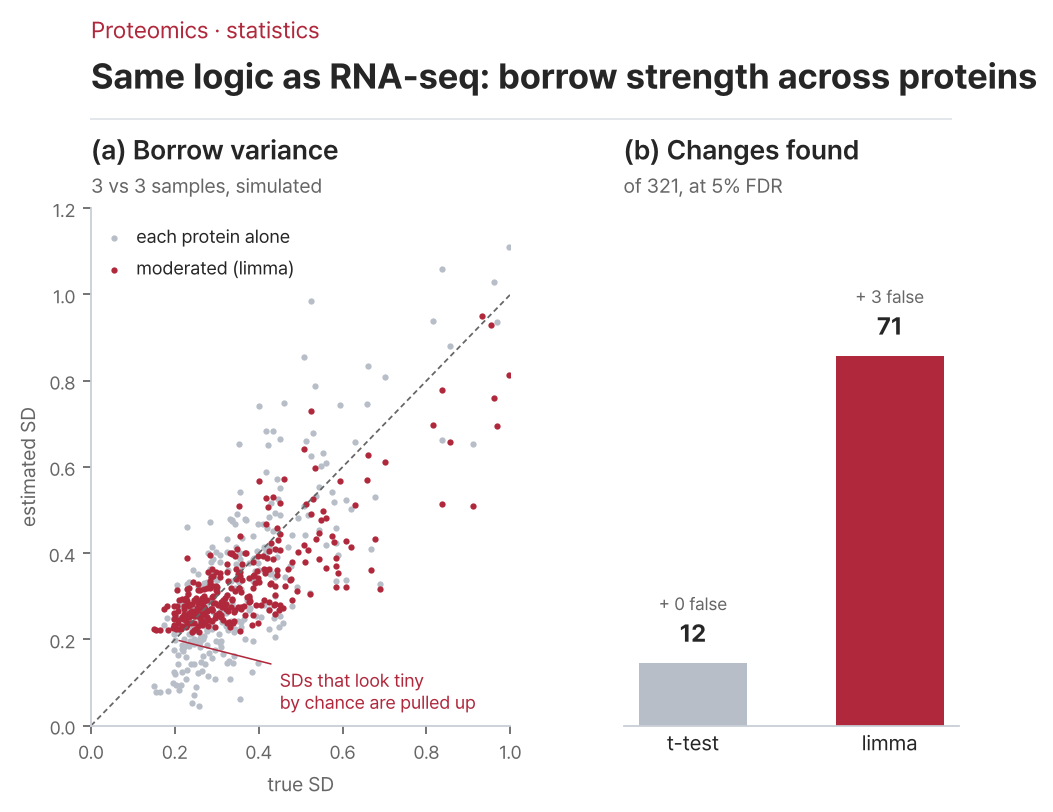 Proteomics · statistics
Same logic as RNA-seq: borrow strength across proteins
(a) Borrow variance
3 vs 3 samples, simulated
1.2
1.0
0.8
0.6
0.4
0.2
0.0
estimated SD
each protein alone
moderated (limma)
SDs that look tiny
by chance are pulled up
0.0 0.2 0.4 0.6 0.8 1.0
true SD
(b) Changes found
of 321, at 5% FDR
+ 0 false
12
+ 3 false
71
t-test limma